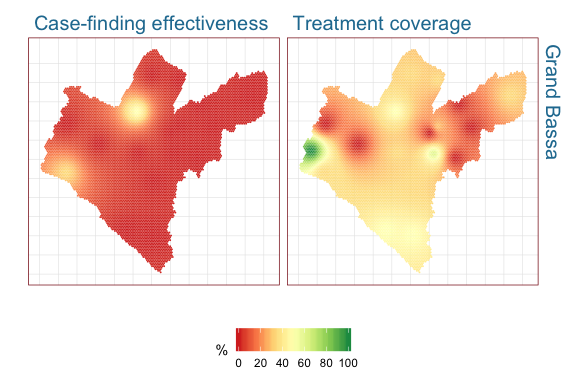 Case-finding effectiveness
Treatment coverage
Grand Bassa
%
0 20 40 60 80 100